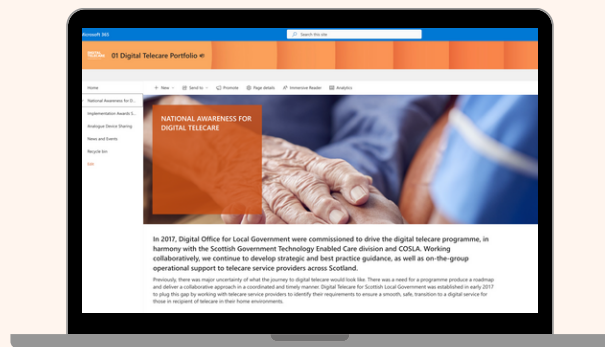 Microsoft 365
Search this site
DIGITAL
TELECARE
01 Digital Telecare Portfolio
Home
National Awareness for D...
Implementation Awards S...
Analogue Device Sharing
News and Events
Recycle bin
Edit
+ New
Send to
Promote
Page details
Immersive Reader
Analytics
NATIONAL AWARENESS FOR
DIGITAL TELECARE
In 2017, Digital Office for Local Government were commissioned to drive the digital telecare programme, in
harmony with the Scottish Government Technology Enabled Care division and COSLA. Working
collaboratively, we continue to develop strategic and best practice guidance, as well as on-the-group
operational support to telecare service providers across Scotland.
Previously, there was major uncertainty of what the journey to digital telecare would look like. There was a need for a programme produce a roadmap
and deliver a collaborative approach in a coordinated and timely manner. Digital Telecare for Scottish Local Government was established in early 2017
to plug this gap by working with telecare service providers to identify their requirements to ensure a smooth, safe, transition to a digital service for
those in recipient of telecare in their home environments.